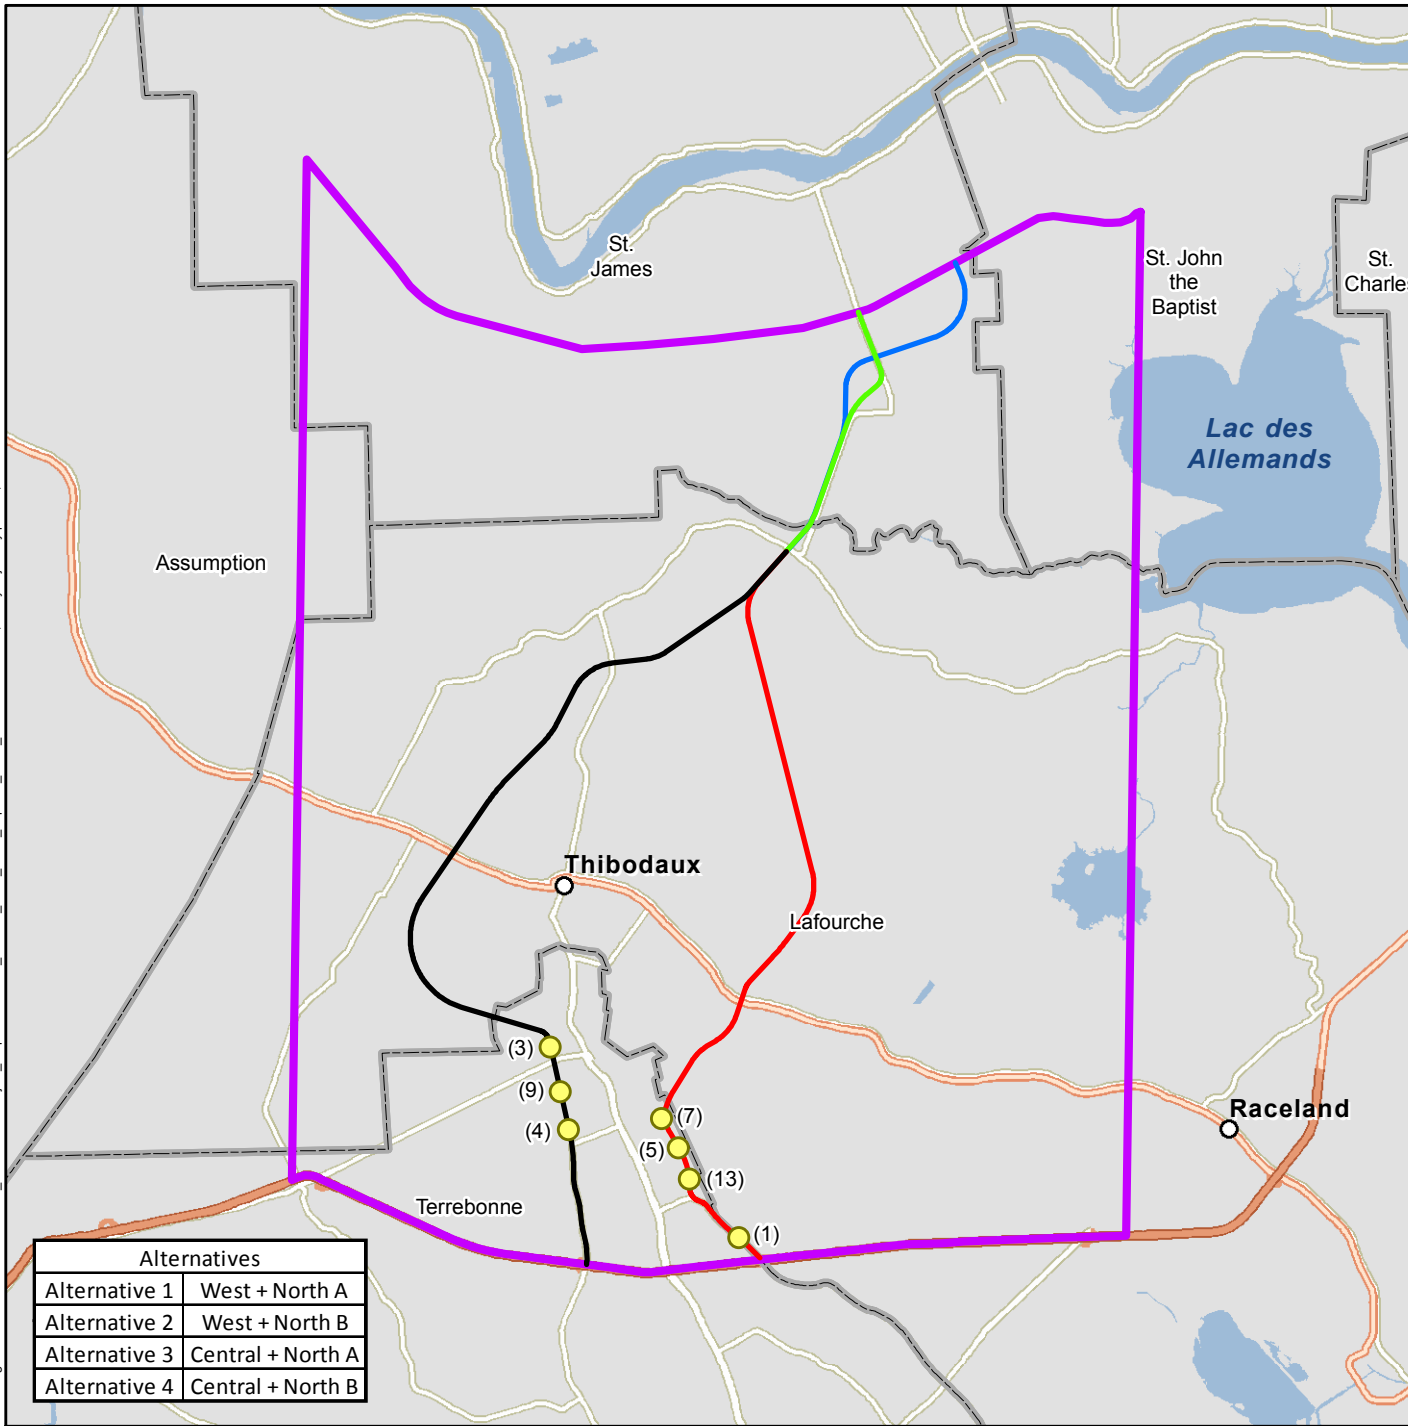 St.
James
St. John
the
Baptist
St.
Charles
Lac des
Allemands
Assumption
Thibodaux
Lafourche
(3)
(9)
(4)
(7)
(5)
(13)
(1)
Raceland
Terrebonne
Alternatives
Alternative 1 West + North A
Alternative 2 West + North B
Alternative 3 Central + North A
Alternative 4 Central + North B